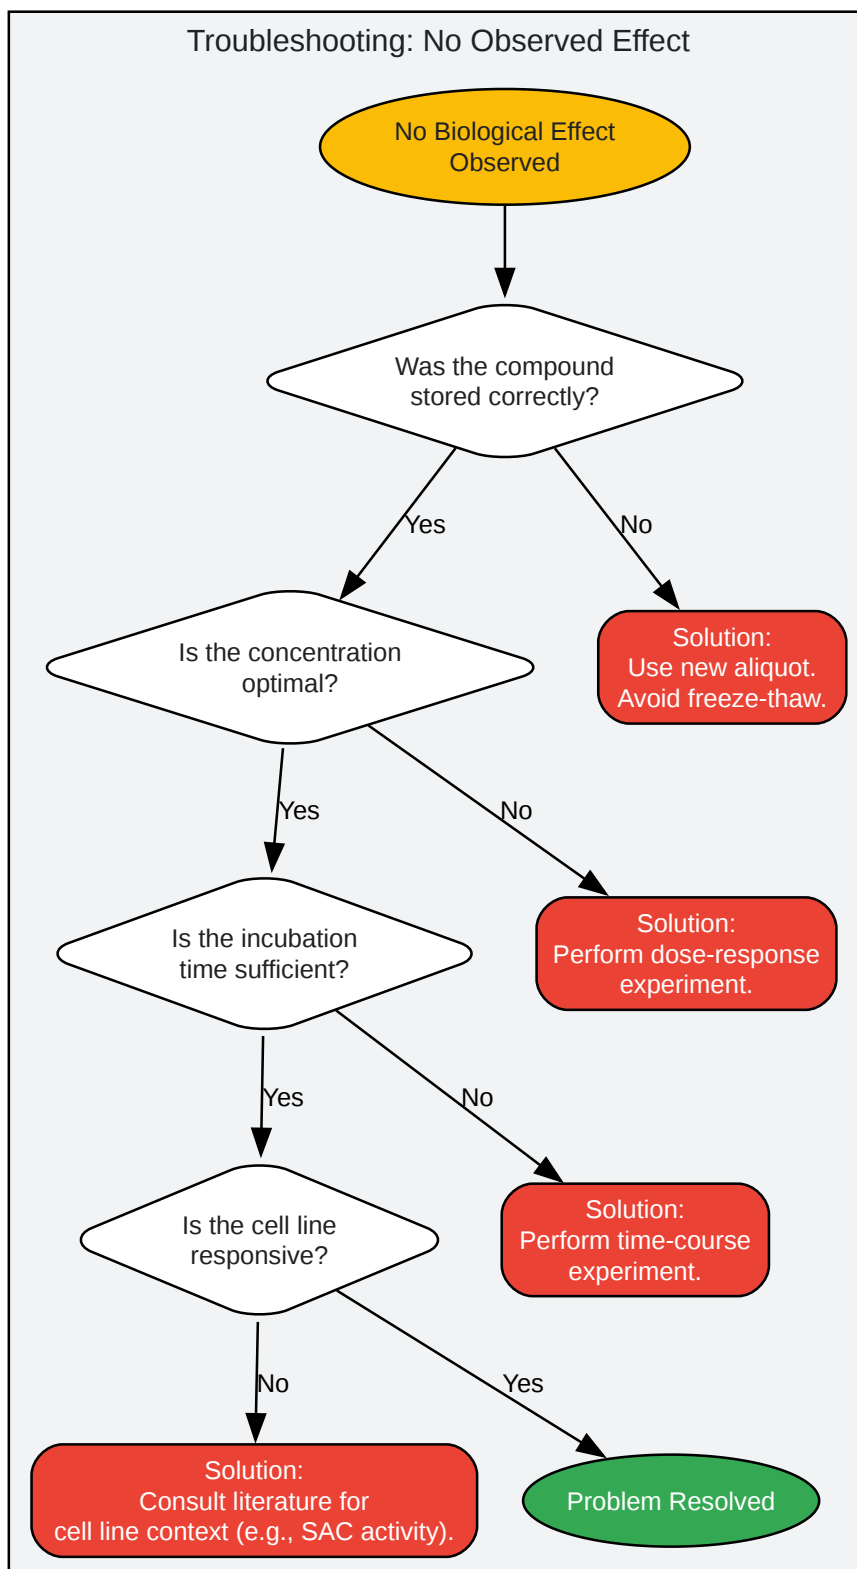 Troubleshooting: No Observed Effect
No Biological Effect
Observed
Was the compound
stored correctly?
Yes
No
Is the concentration
optimal?
Solution:
Use new aliquot.
Avoid freeze-thaw.
Yes
No
Is the incubation
time sufficient?
Solution:
Perform dose-response
experiment.
Yes
No
Is the cell line
responsive?
Solution:
Perform time-course
experiment.
No
Yes
Solution:
Consult literature for
cell line context (e.g., SAC activity).
Problem Resolved